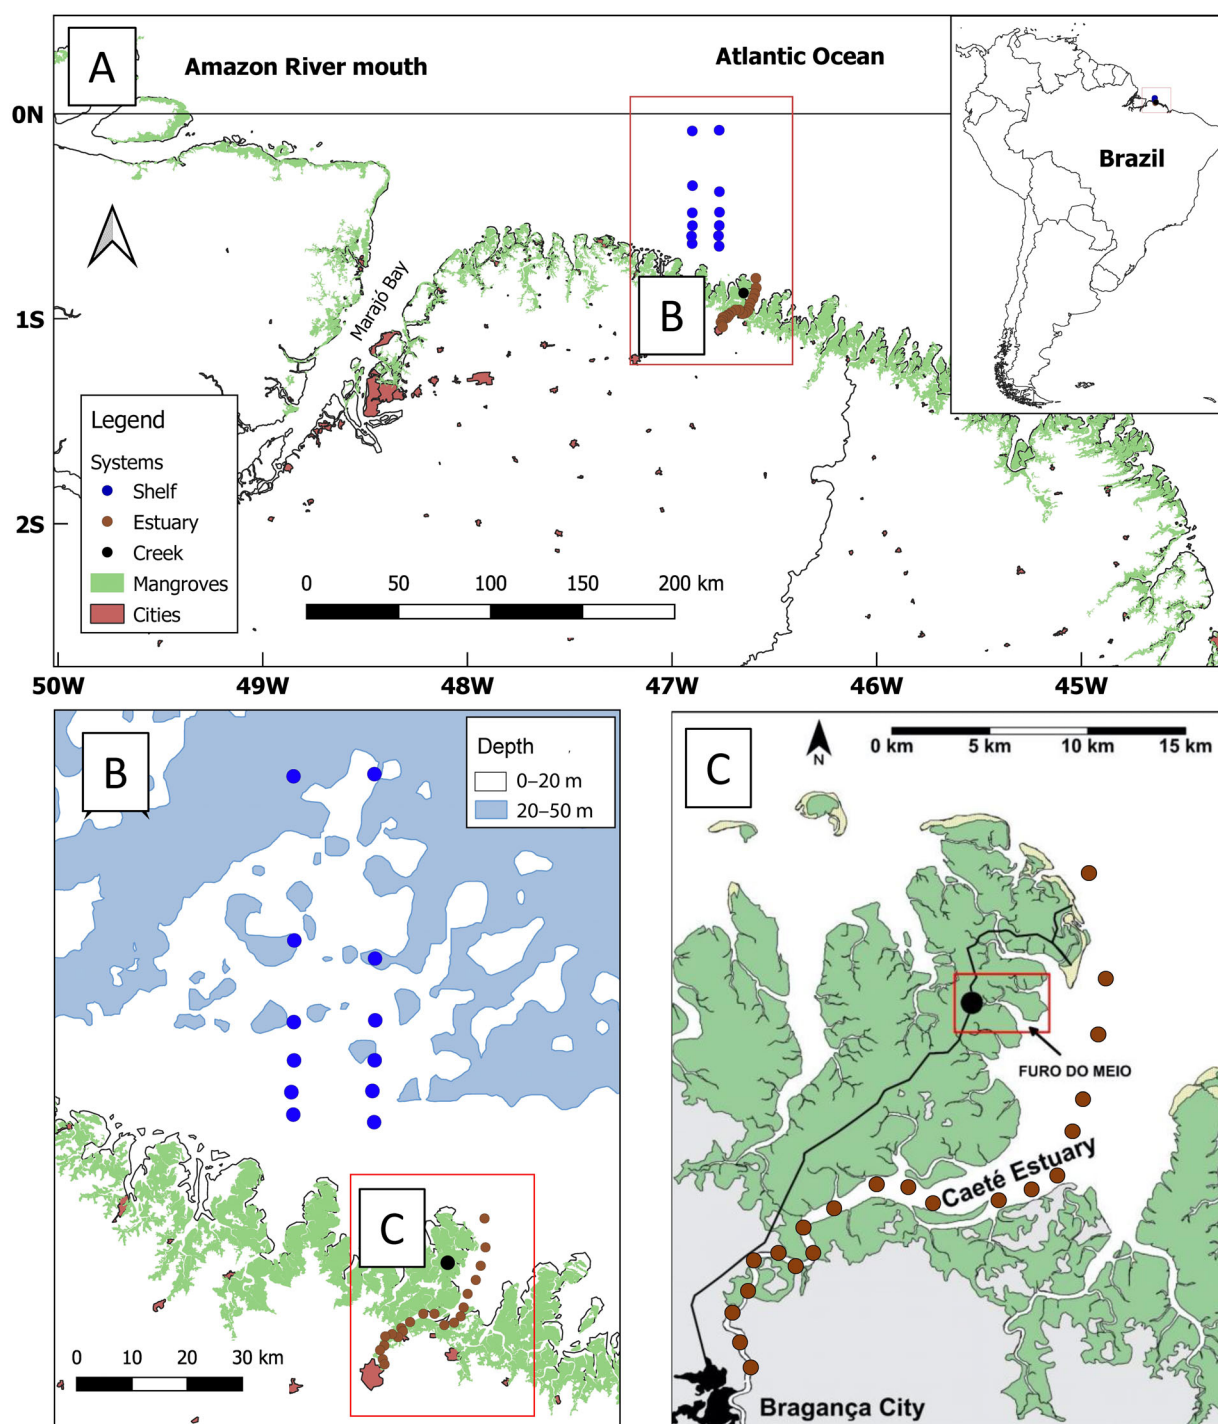 A
Amazon River mouth
Atlantic Ocean
0N
Brazil
Marajó Bay
1S
B
Legend
Systems
Shelf
Estuary
Creek
Mangroves
Cities
2S
0 50 100 150 200 km
50W 49W 48W 47W 46W 45W
B
Depth
0–20 m
20–50 m
C
0 10 20 30 km
C
N
0 km 5 km 10 km 15 km
FURO DO MEIO
Caeté Estuary
Bragança City